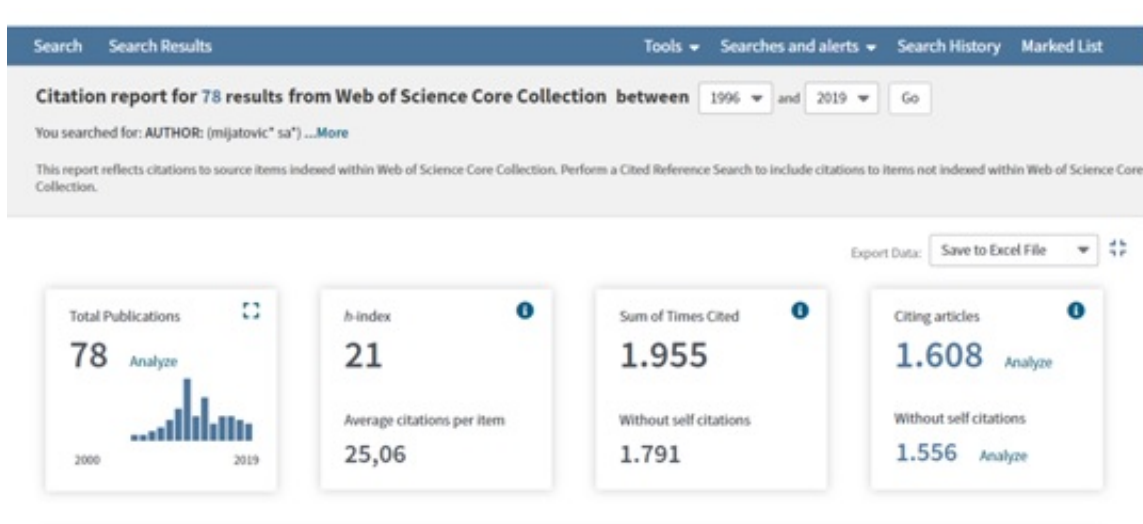 Search Search Results Tools Searches and alerts Search History Marked List
Citation report for 78 results from Web of Science Core Collection between 1996 and 2019 Go
You searched for: AUTHOR: (mijatovic* sa*) ...More
This report reflects citations to source items indexed within Web of Science Core Collection. Perform a Cited Reference Search to include citations to items not indexed within Web of Science Core
Collection.
Export Data: Save to Excel File
Total Publications
78 Analyze
2000 2019
h-index
21
Average citations per item
25,06
Sum of Times Cited
1.955
Without self citations
1.791
Citing articles
1.608 Analyze
Without self citations
1.556 Analyze